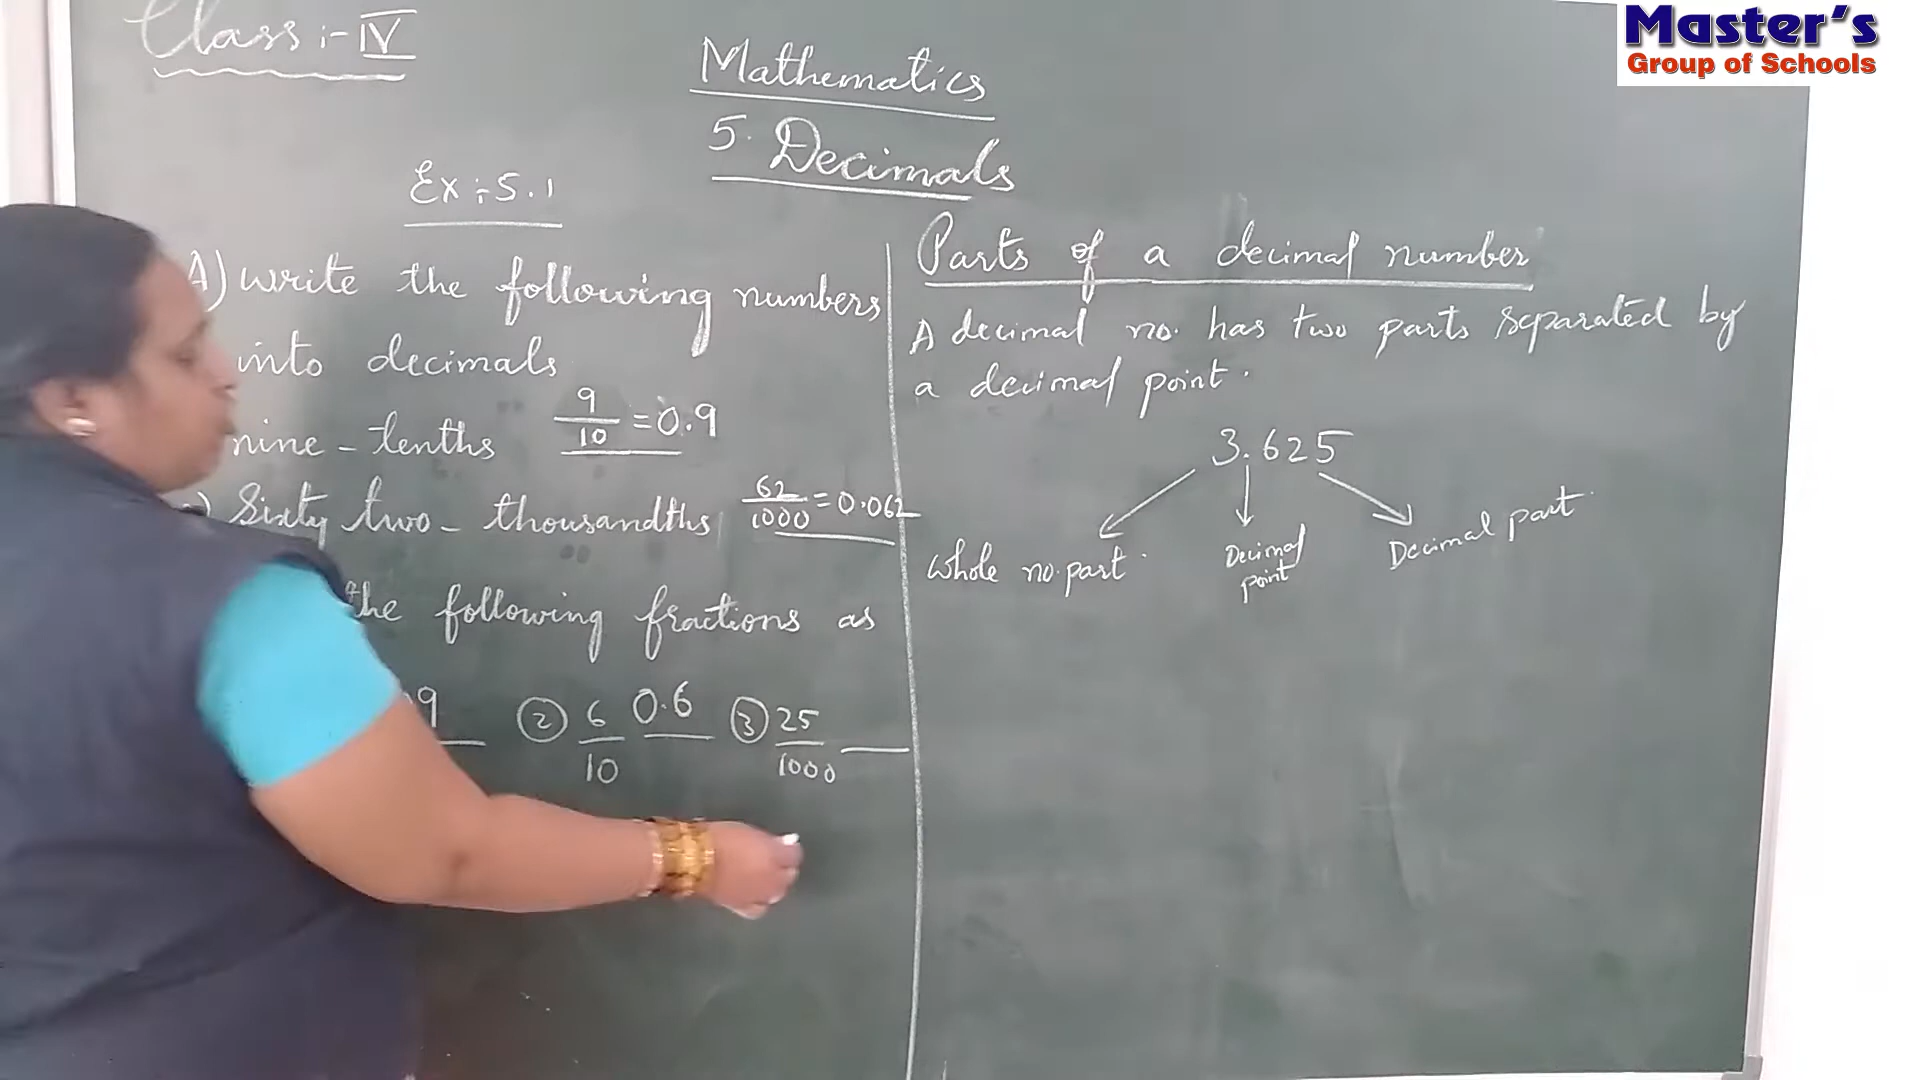 Class :- IV
Mathematics
5. Decimals
Ex :- 5.1
A) write the following numbers
into decimals
nine - tenths 9/10 = 0.9
) Sixty two - thousandths 62/1000 = 0.062
the following fractions as
9 ② 6/10 0.6 ③ 25/1000 ____
Parts of a decimal number
A decimal no. has two parts separated by
a decimal point.
3.625
Whole no. part.
Decimal
point
Decimal part
Master's
Group of Schools